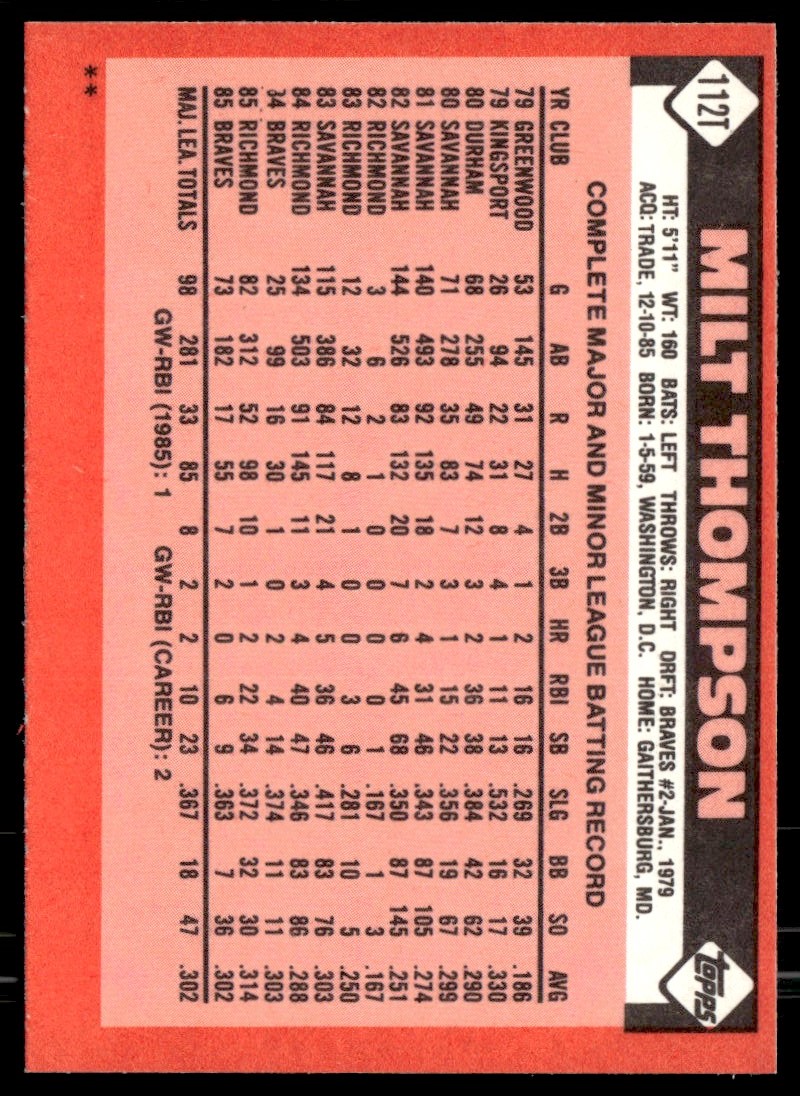 112T
MILT THOMPSON
topps
HT: 5'11" WT: 160 BATS: LEFT THROWS: RIGHT DRFT: BRAVES #2-JAN., 1979
ACQ: TRADE, 12-10-85 BORN: 1-5-59, WASHINGTON, D.C. HOME: GAITHERSBURG, MD.
COMPLETE MAJOR AND MINOR LEAGUE BATTING RECORD
YR CLUB G AB R H 2B 3B HR RBI SB SLG BB SO AVG
79 GREENWOOD 53 145 31 27 4 1 2 16 16 .269 32 39 .186
79 KINGSPORT 26 94 22 31 8 4 1 11 13 .532 16 17 .330
80 DURHAM 68 255 49 74 12 3 2 36 38 .384 42 62 .290
80 SAVANNAH 71 278 35 83 7 3 1 15 22 .356 19 67 .299
81 SAVANNAH 140 493 92 135 18 2 4 31 46 .343 87 105 .274
82 SAVANNAH 144 526 83 132 20 7 6 45 68 .350 87 145 .251
82 RICHMOND 3 6 2 1 0 0 0 0 1 .167 1 3 .167
83 RICHMOND 12 32 12 8 1 0 0 3 6 .281 10 5 .250
83 SAVANNAH 115 386 84 117 21 4 5 36 46 .417 83 76 .303
84 RICHMOND 134 503 91 145 11 3 4 40 47 .346 83 86 .288
84 BRAVES 25 99 16 30 1 0 2 4 14 .374 11 11 .303
85 RICHMOND 82 312 52 98 10 1 2 22 34 .372 32 30 .314
85 BRAVES 73 182 17 55 7 2 0 6 9 .363 7 36 .302
MAJ. LEA. TOTALS 98 281 33 85 8 2 2 10 23 .367 18 47 .302
GW-RBI (1985): 1 GW-RBI (CAREER): 2
**